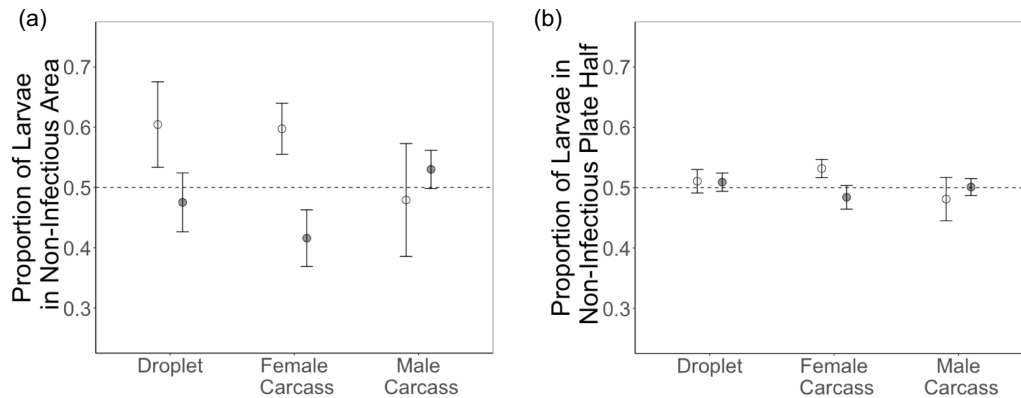 (a)
Proportion of Larvae
in Non-Infectious Area
0.7
0.6
0.5
0.4
0.3
Droplet
Female
Carcass
Male
Carcass
(b)
Proportion of Larvae in
Non-Infectious Plate Half
0.7
0.6
0.5
0.4
0.3
Droplet
Female
Carcass
Male
Carcass